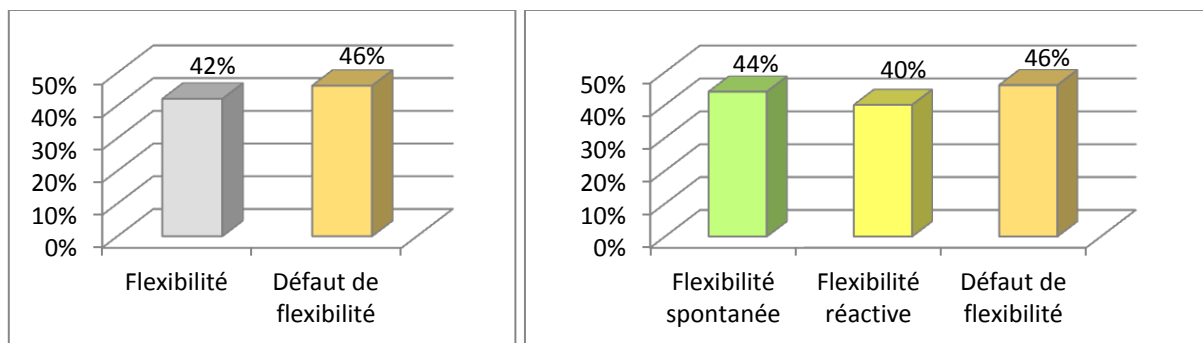 42%
46%
50%
40%
30%
20%
10%
0%
Flexibilité
Défaut de
flexibilité
44%
40%
46%
50%
40%
30%
20%
10%
0%
Flexibilité
spontanée
Flexibilité
réactive
Défaut de
flexibilité